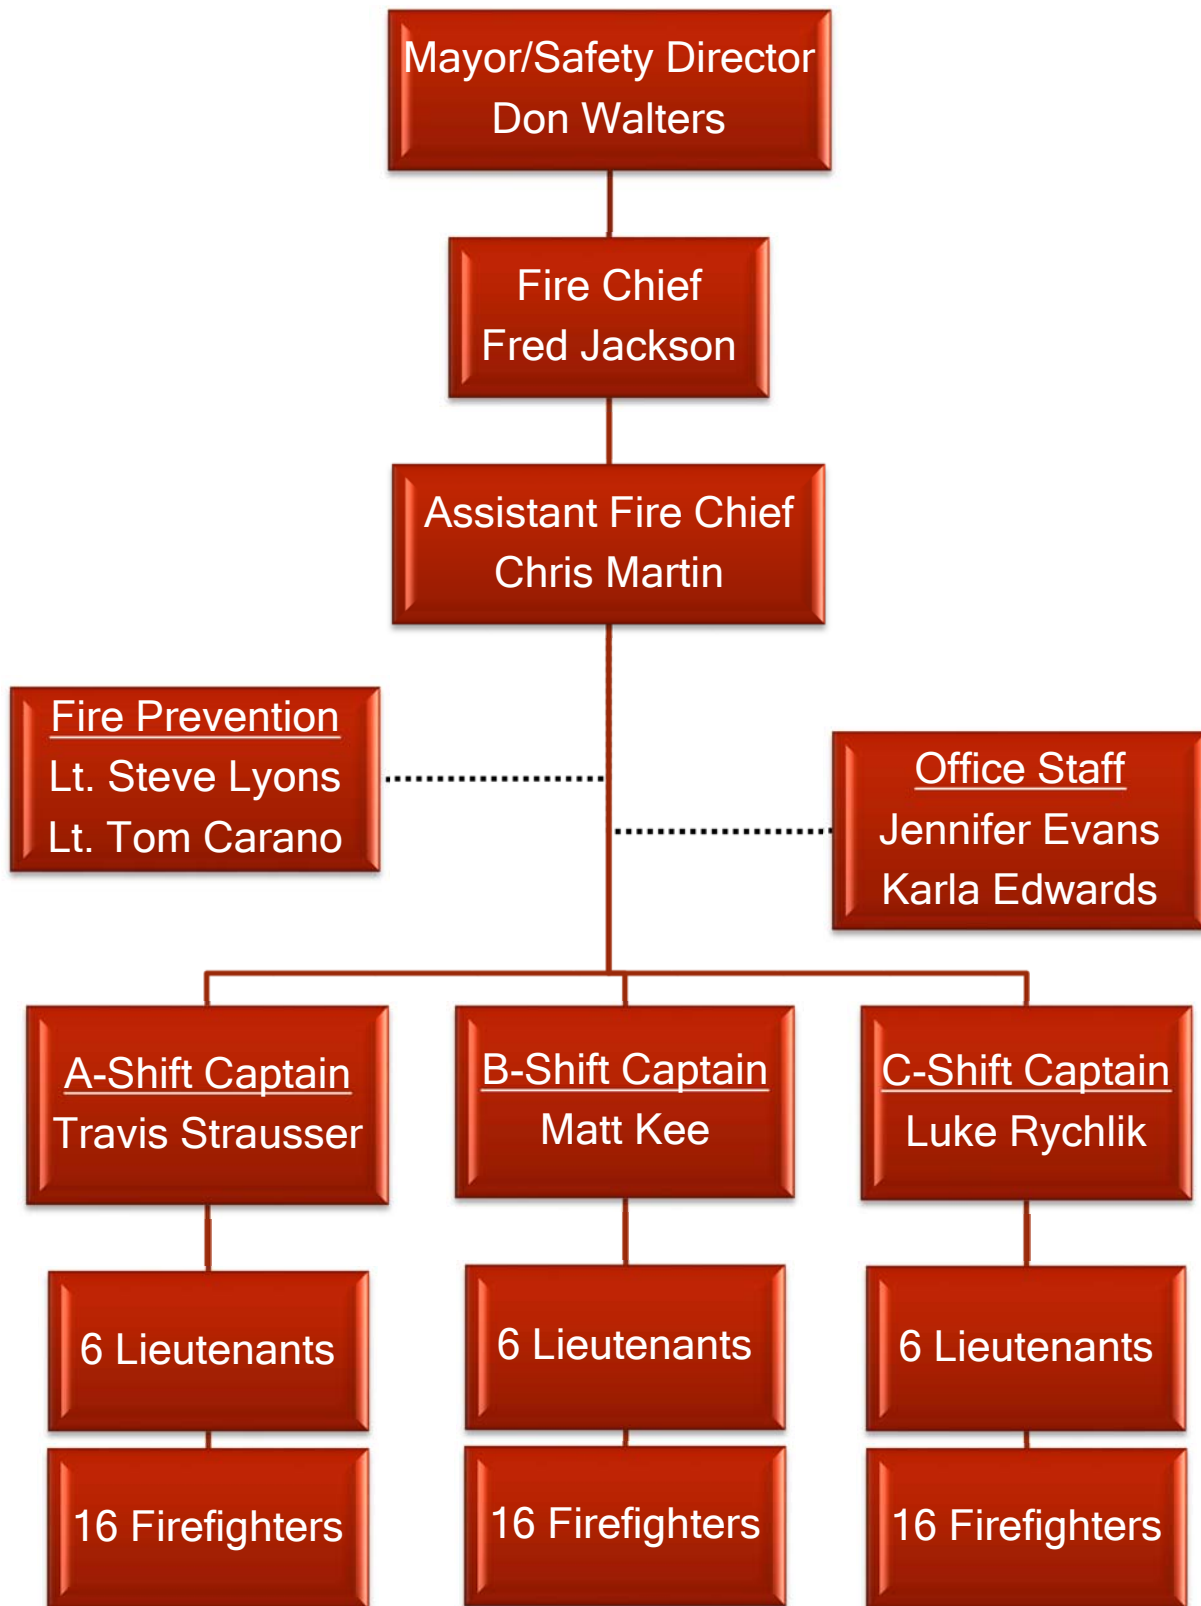 Mayor/Safety Director
Don Walters
Fire Chief
Fred Jackson
Assistant Fire Chief
Chris Martin
Fire Prevention
Lt. Steve Lyons
Lt. Tom Carano
Office Staff
Jennifer Evans
Karla Edwards
A-Shift Captain
Travis Strausser
B-Shift Captain
Matt Kee
C-Shift Captain
Luke Rychlik
6 Lieutenants
6 Lieutenants
6 Lieutenants
16 Firefighters
16 Firefighters
16 Firefighters